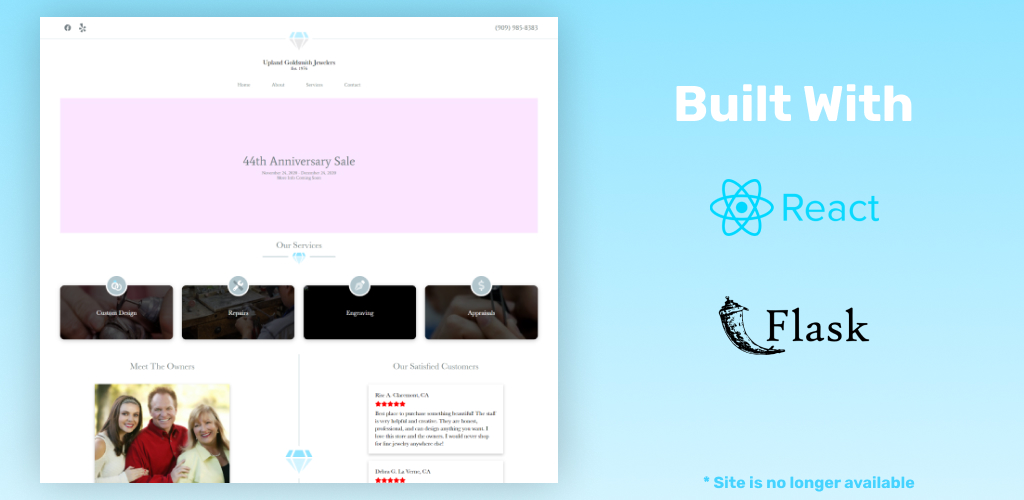 (909) 985-8383
Upland Goldsmith Jewelers
Est. 1976
Home About Services Contact
44th Anniversary Sale
November 24, 2020 - December 24, 2020
More Info Coming Soon
Our Services
Custom Design
Repairs
Engraving
Appraisals
Meet The Owners
Our Satisfied Customers
Rito A. Claremont, CA
Best place to purchase something beautiful! The staff
is very helpful and creative. They are honest,
professional, and can design anything you want. I
love this store and the owners. I would never shop
for fine jewelry anywhere else!
Debra G. La Verne, CA
Built With
React
Flask
* Site is no longer available